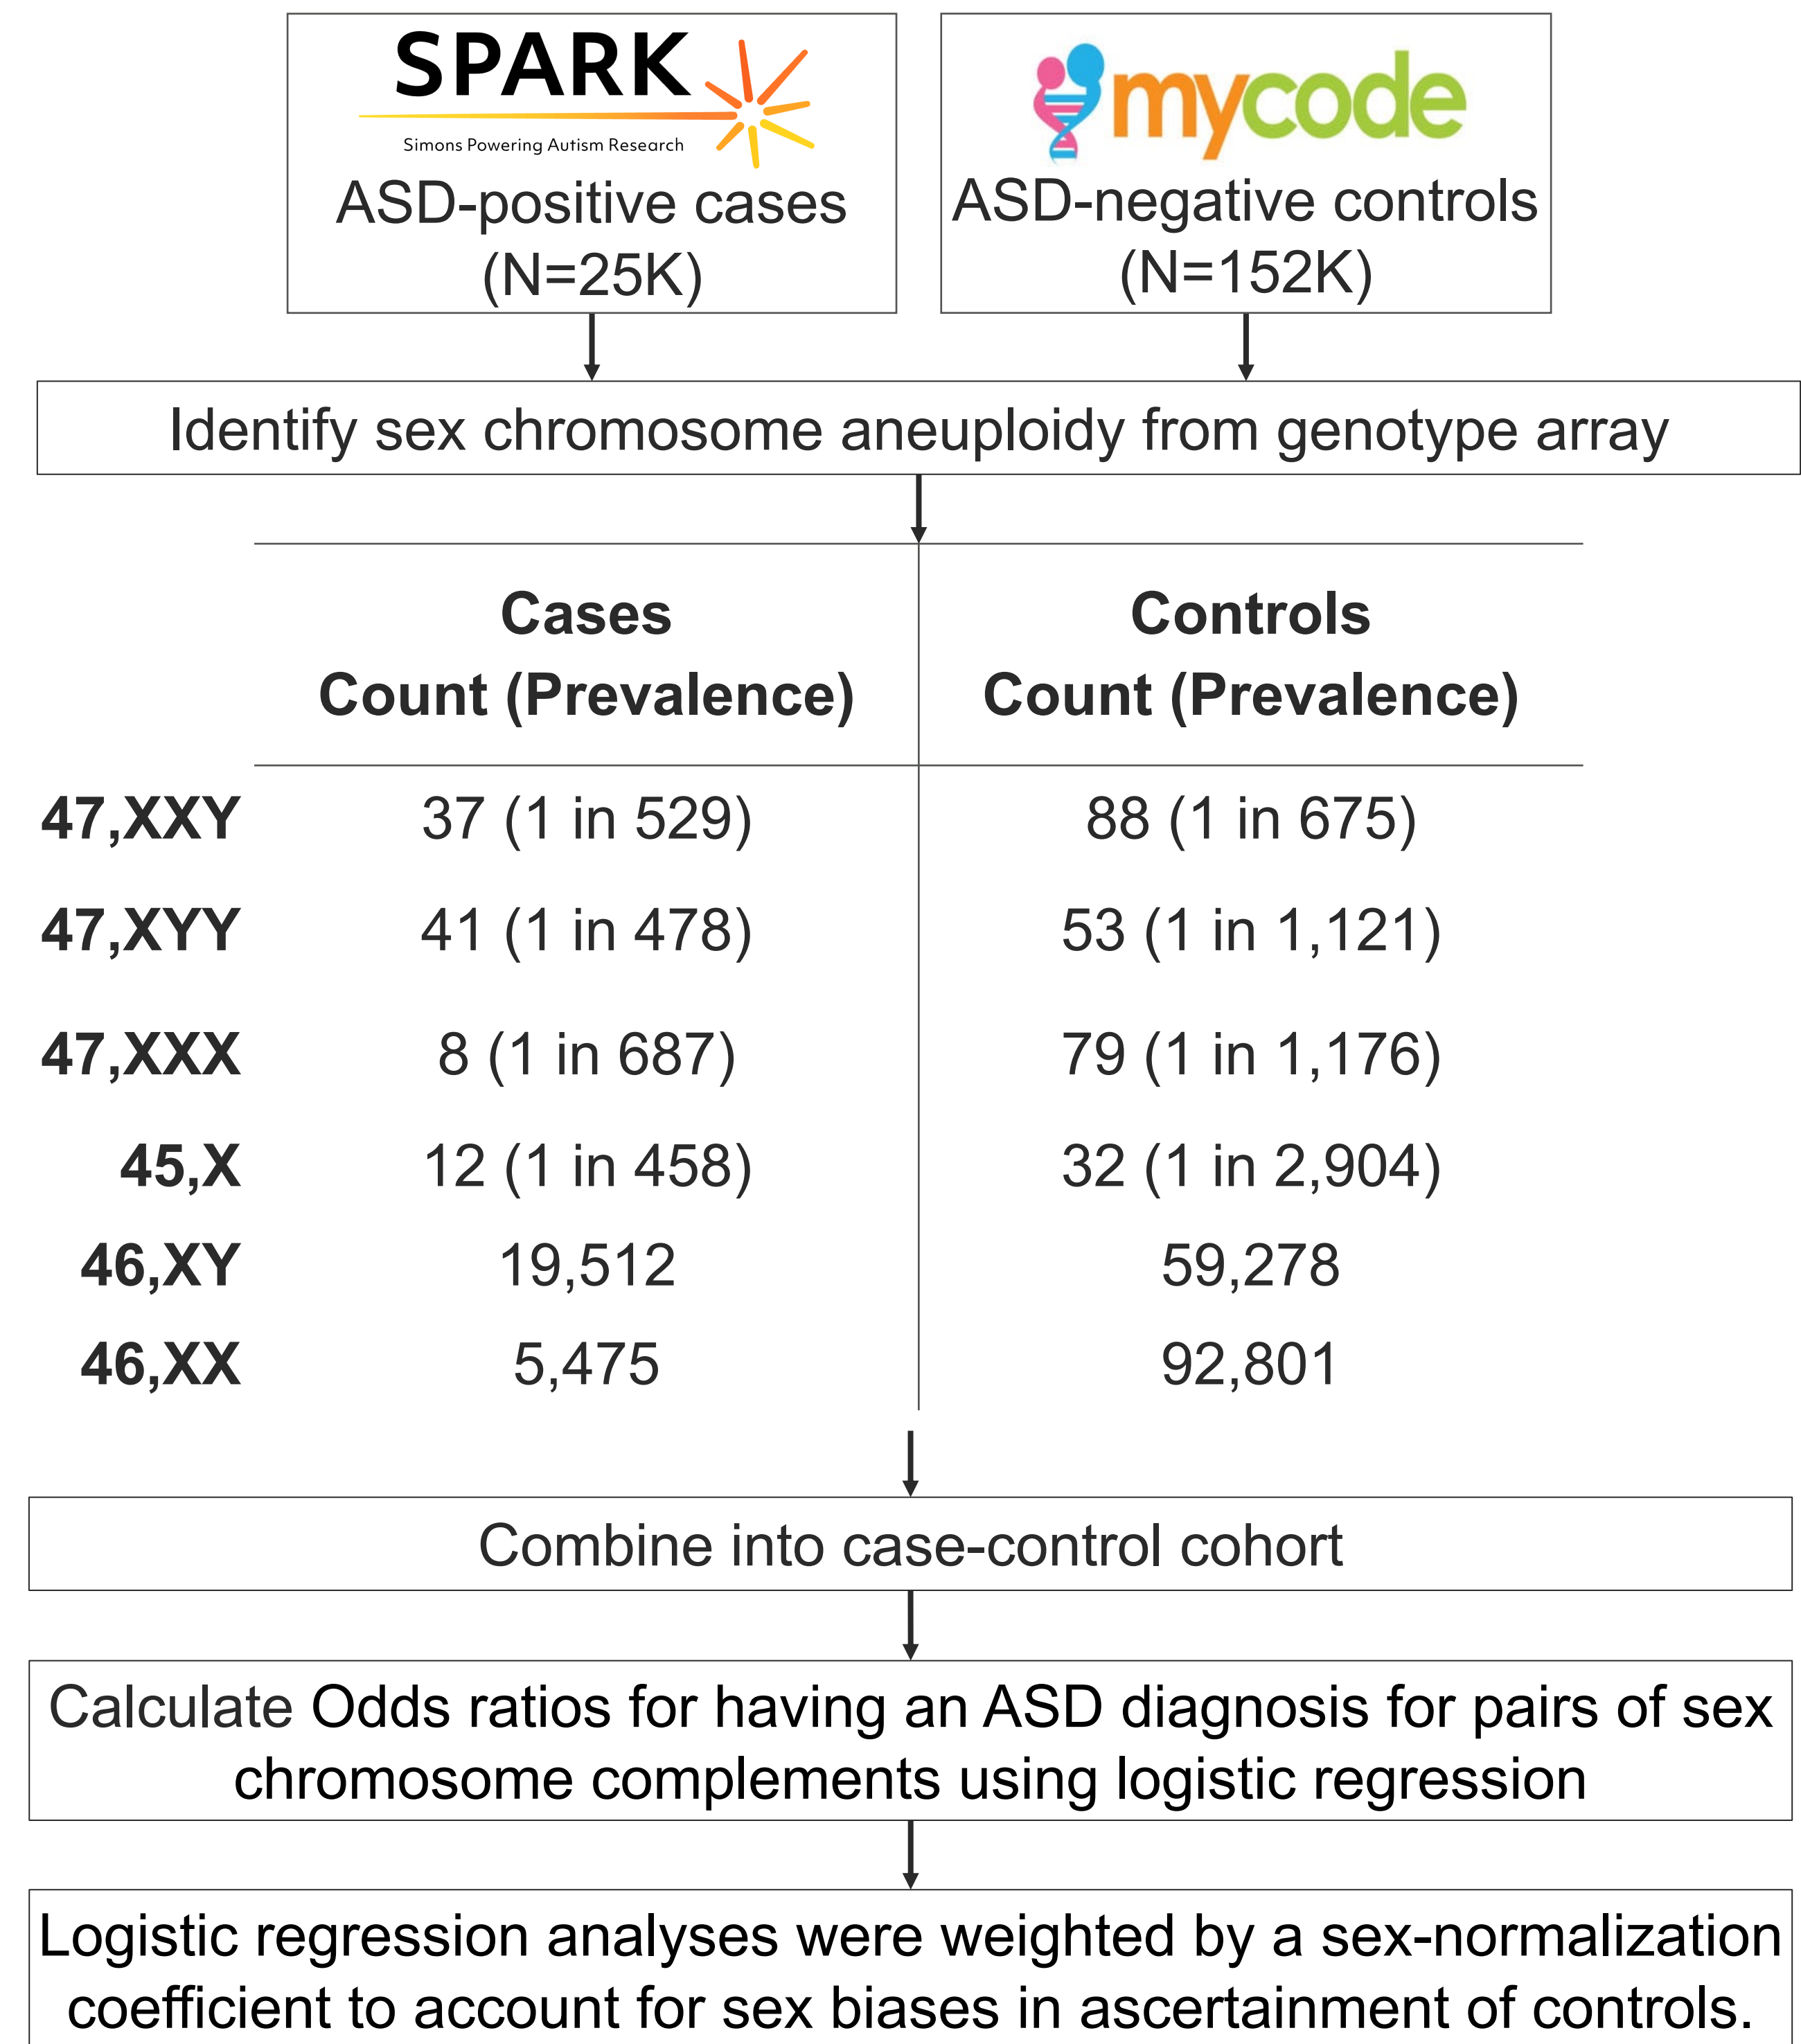 SPARK
Simons Powering Autism Research
ASD-positive cases
(N=25K)
mycode
ASD-negative controls
(N=152K)
Identify sex chromosome aneuploidy from genotype array
Cases Controls
Count (Prevalence) Count (Prevalence)
47,XXY 37 (1 in 529) 88 (1 in 675)
47,XYY 41 (1 in 478) 53 (1 in 1,121)
47,XXX 8 (1 in 687) 79 (1 in 1,176)
45,X 12 (1 in 458) 32 (1 in 2,904)
46,XY 19,512 59,278
46,XX 5,475 92,801
Combine into case-control cohort
Calculate Odds ratios for having an ASD diagnosis for pairs of sex
chromosome complements using logistic regression
Logistic regression analyses were weighted by a sex-normalization
coefficient to account for sex biases in ascertainment of controls.